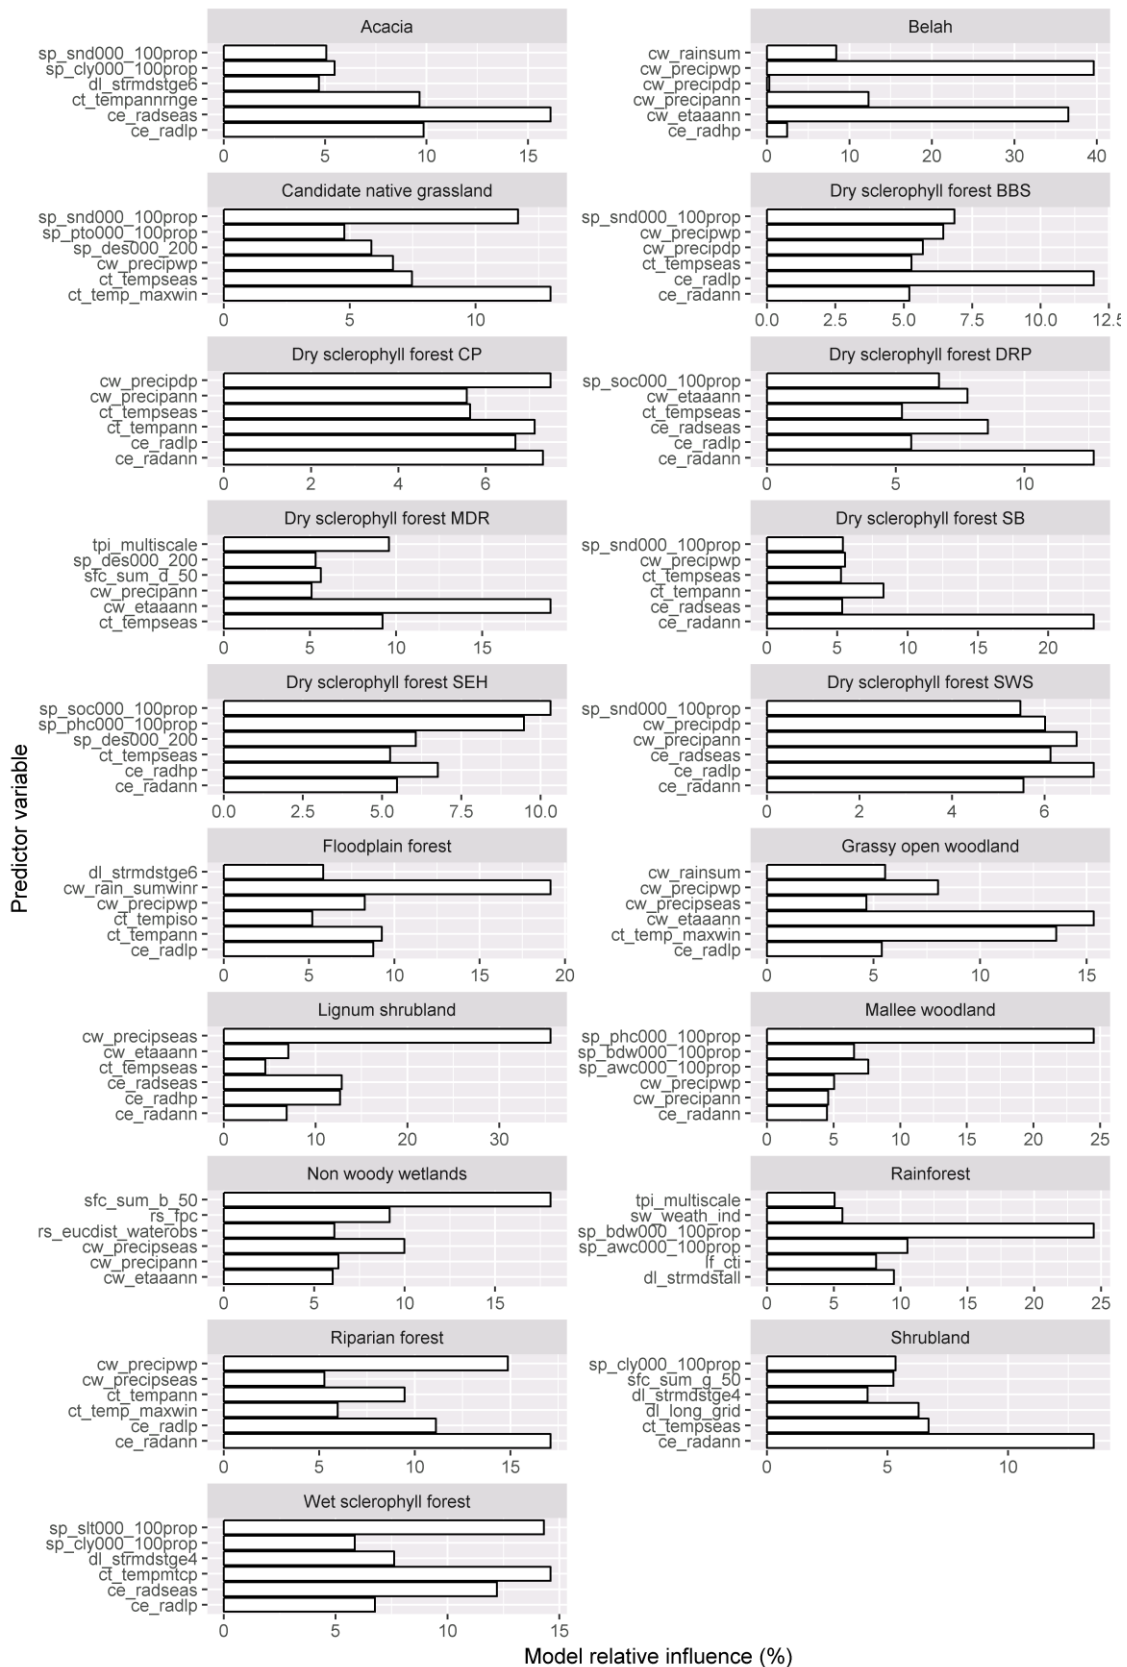 Acacia
sp_snd000_100prop
sp_cly000_100prop
dl_strmdstge6
ct_tempannrnge
ce_radseas
ce_radlp
0 5 10 15
Belah
cw_rainsum
cw_precipwp
cw_precipdp
cw_precipann
cw_etaaann
ce_radhp
0 10 20 30 40
Candidate native grassland
sp_snd000_100prop
sp_pto000_100prop
sp_des000_200
cw_precipwp
ct_tempseas
ct_temp_maxwin
0 5 10
Dry sclerophyll forest BBS
sp_snd000_100prop
cw_precipwp
cw_precipdp
ct_tempseas
ce_radlp
ce_radann
0.0 2.5 5.0 7.5 10.0 12.5
Dry sclerophyll forest CP
cw_precipdp
cw_precipann
ct_tempseas
ct_tempann
ce_radlp
ce_radann
0 2 4 6
Dry sclerophyll forest DRP
sp_soc000_100prop
cw_etaaann
ct_tempseas
ce_radseas
ce_radlp
ce_radann
0 5 10
Dry sclerophyll forest MDR
tpi_multiscale
sp_des000_200
sfc_sum_d_50
cw_precipann
cw_etaaann
ct_tempseas
0 5 10 15
Dry sclerophyll forest SB
sp_snd000_100prop
cw_precipwp
ct_tempseas
ct_tempann
ce_radseas
ce_radann
0 5 10 15 20
Dry sclerophyll forest SEH
sp_soc000_100prop
sp_phc000_100prop
sp_des000_200
ct_tempseas
ce_radhp
ce_radann
0.0 2.5 5.0 7.5 10.0
Dry sclerophyll forest SWS
sp_snd000_100prop
cw_precipdp
cw_precipann
ce_radseas
ce_radlp
ce_radann
0 2 4 6
Predictor variable
Floodplain forest
dl_strmdstge6
cw_rain_sumwinr
cw_precipwp
ct_tempiso
ct_tempann
ce_radlp
0 5 10 15 20
Grassy open woodland
cw_rainsum
cw_precipwp
cw_precipseas
cw_etaaann
ct_temp_maxwin
ce_radlp
0 5 10 15
Lignum shrubland
cw_precipseas
cw_etaaann
ct_tempseas
ce_radseas
ce_radhp
ce_radann
0 10 20 30
Mallee woodland
sp_phc000_100prop
sp_bdw000_100prop
sp_awc000_100prop
cw_precipwp
cw_precipann
ce_radann
0 5 10 15 20 25
Non woody wetlands
sfc_sum_b_50
rs_fpc
rs_eucdist_waterobs
cw_precipseas
cw_precipann
cw_etaaann
0 5 10 15
Rainforest
tpi_multiscale
sw_weath_ind
sp_bdw000_100prop
sp_awc000_100prop
lf_cti
dl_strmdstall
0 5 10 15 20 25
Riparian forest
cw_precipwp
cw_precipseas
ct_tempann
ct_temp_maxwin
ce_radlp
ce_radann
0 5 10 15
Shrubland
sp_cly000_100prop
sfc_sum_g_50
dl_strmdstge4
dl_long_grid
ct_tempseas
ce_radann
0 5 10
Wet sclerophyll forest
sp_slt000_100prop
sp_cly000_100prop
dl_strmdstge4
ct_tempmtcp
ce_radseas
ce_radlp
0 5 10 15
Model relative influence (%)